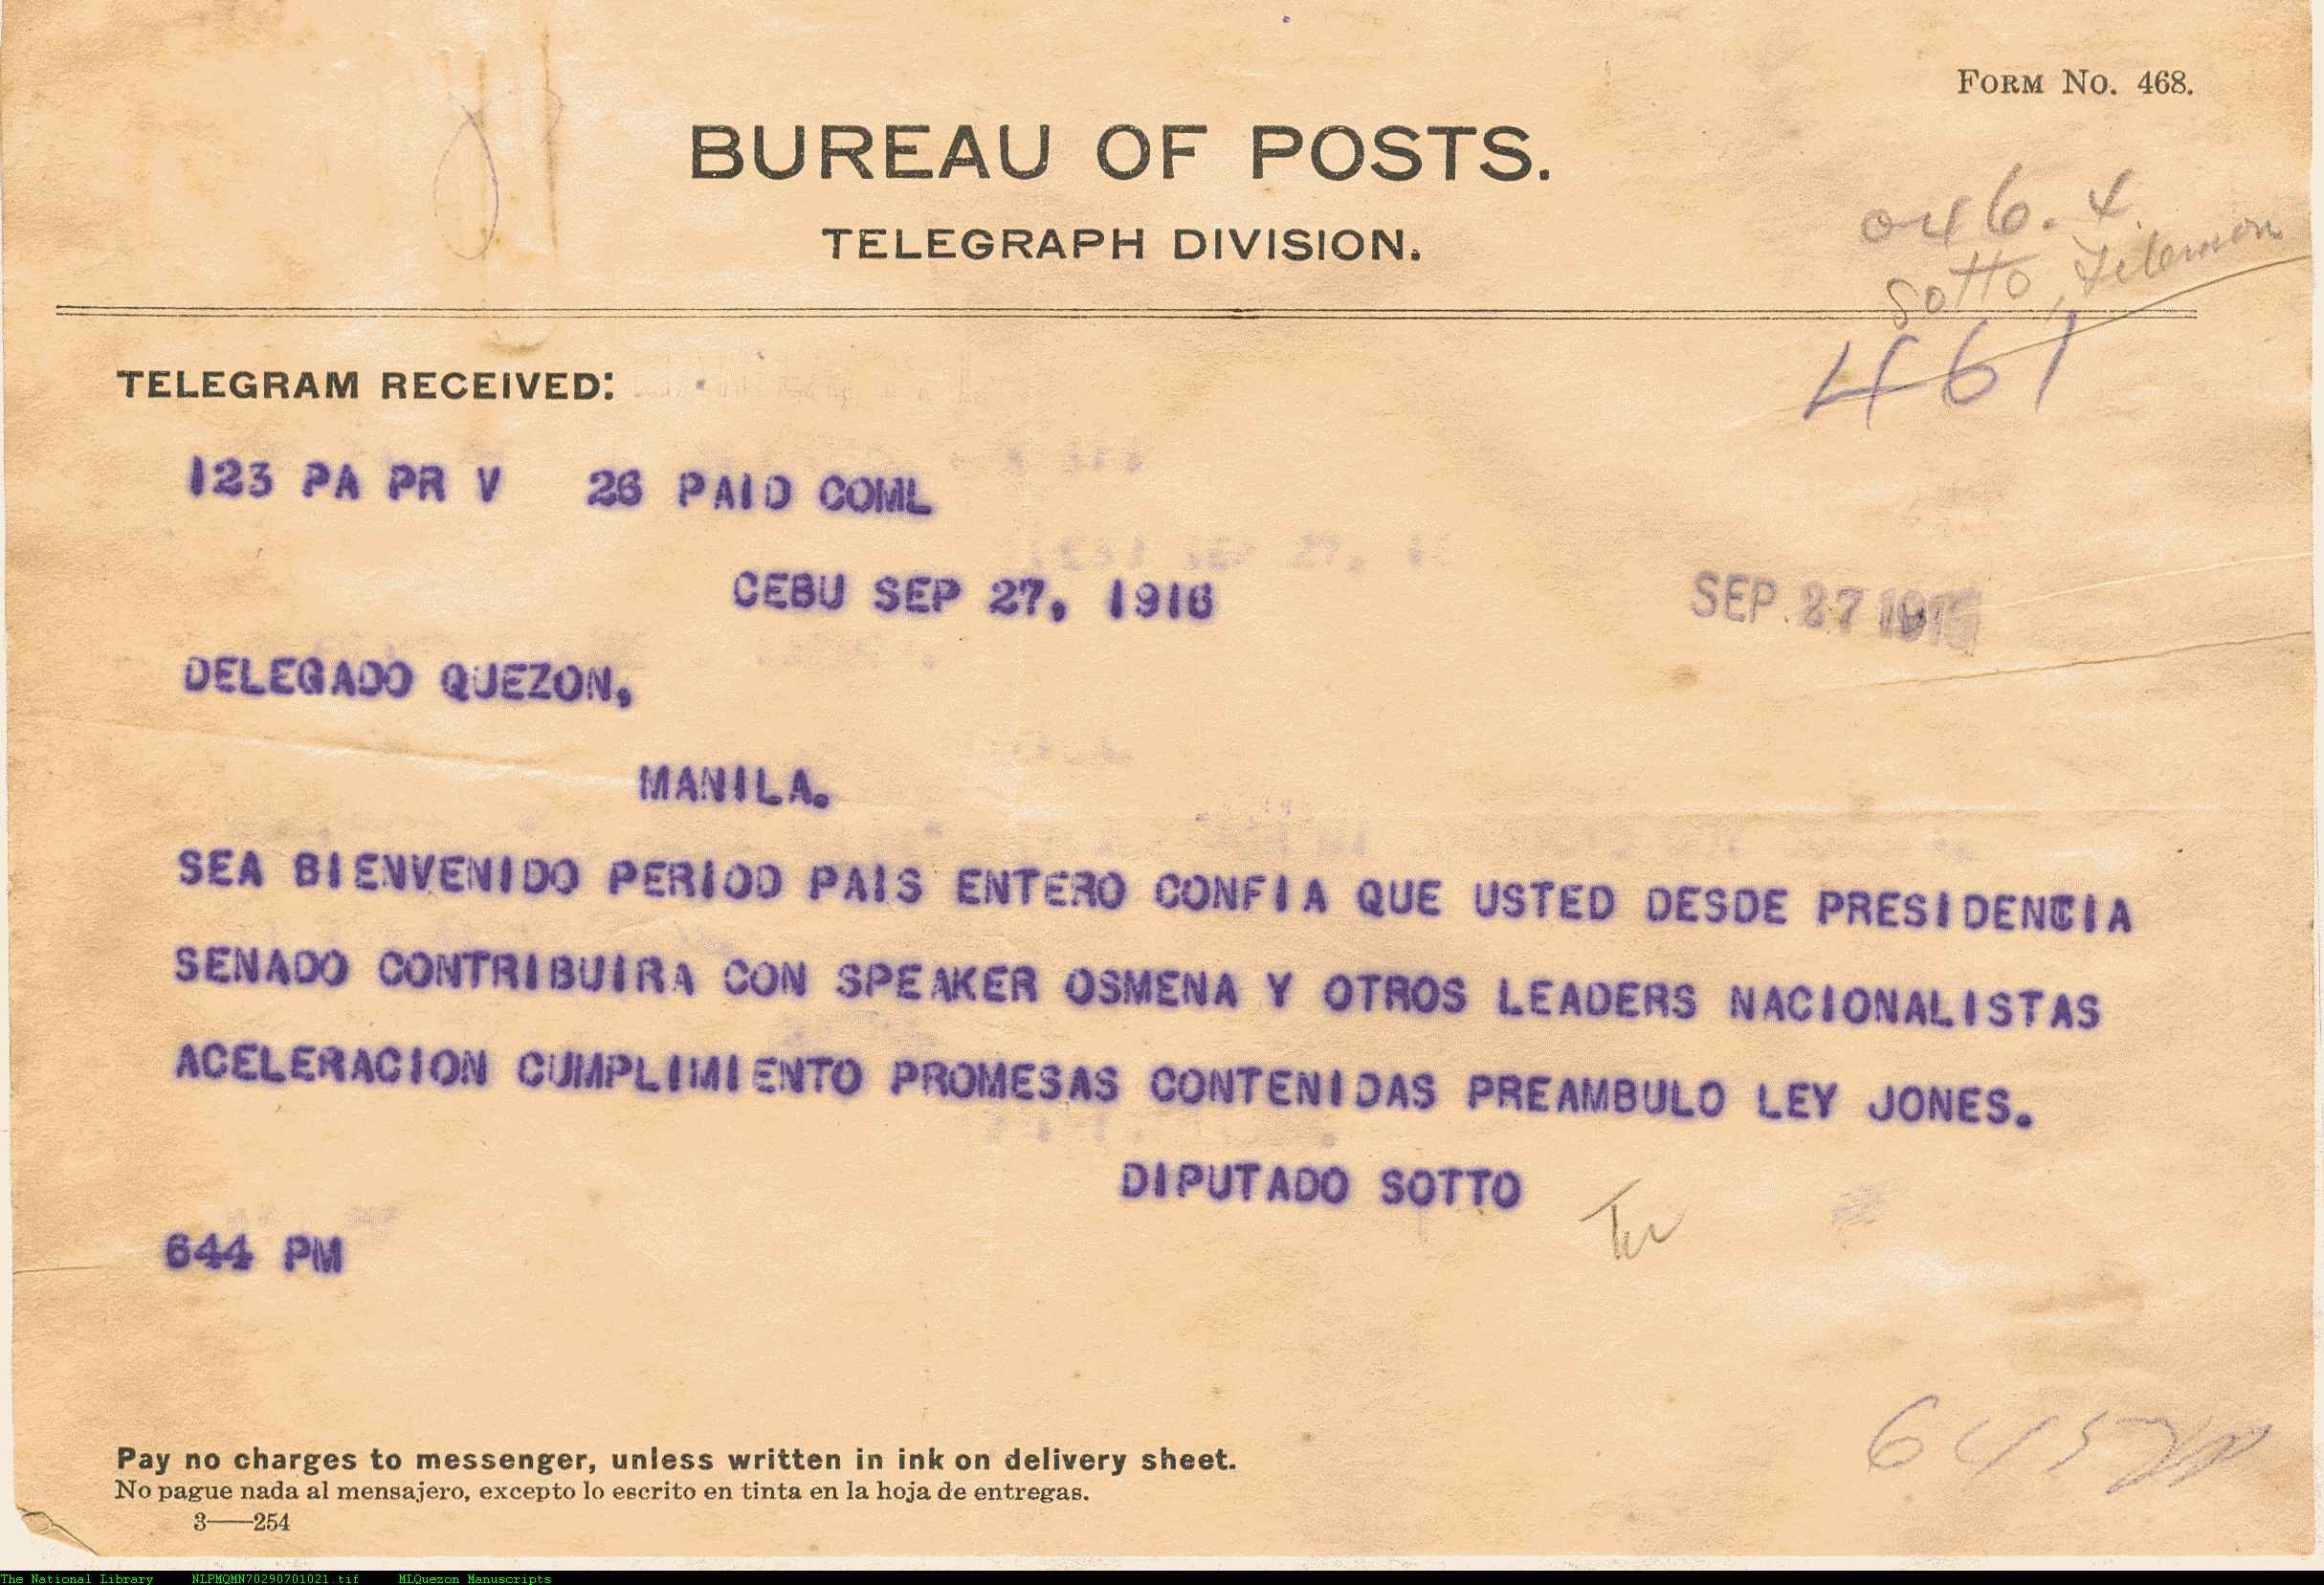 FORM NO. 468.
BUREAU OF POSTS.
TELEGRAPH DIVISION.
Sotto, Filemon
461
TELEGRAM RECEIVED:
123 PA PR V 26 PAID COML
CEBU SEP 27, 1916
SEP. 27 1916
DELEGADO QUEZON,
MANILA.
SEA BIENVENIDO PERIOD PAIS ENTERO CONFIA QUE USTED DESDE PRESIDENCIA
SENADO CONTRIBUIRA CON SPEAKER OSMENA Y OTROS LEADERS NACIONALISTAS
ACELERACION CUMPLIMIENTO PROMESAS CONTENIDAS PREAMBULO LEY JONES.
DIPUTADO SOTTO
644 PM
645
Pay no charges to messenger, unless written in ink on delivery sheet.
No pague nada al mensajero, excepto lo escrito en tinta en la hoja de entregas.
3——254
The National Library NLPMQMN70290701021.tif MLQuezon Manuscripts